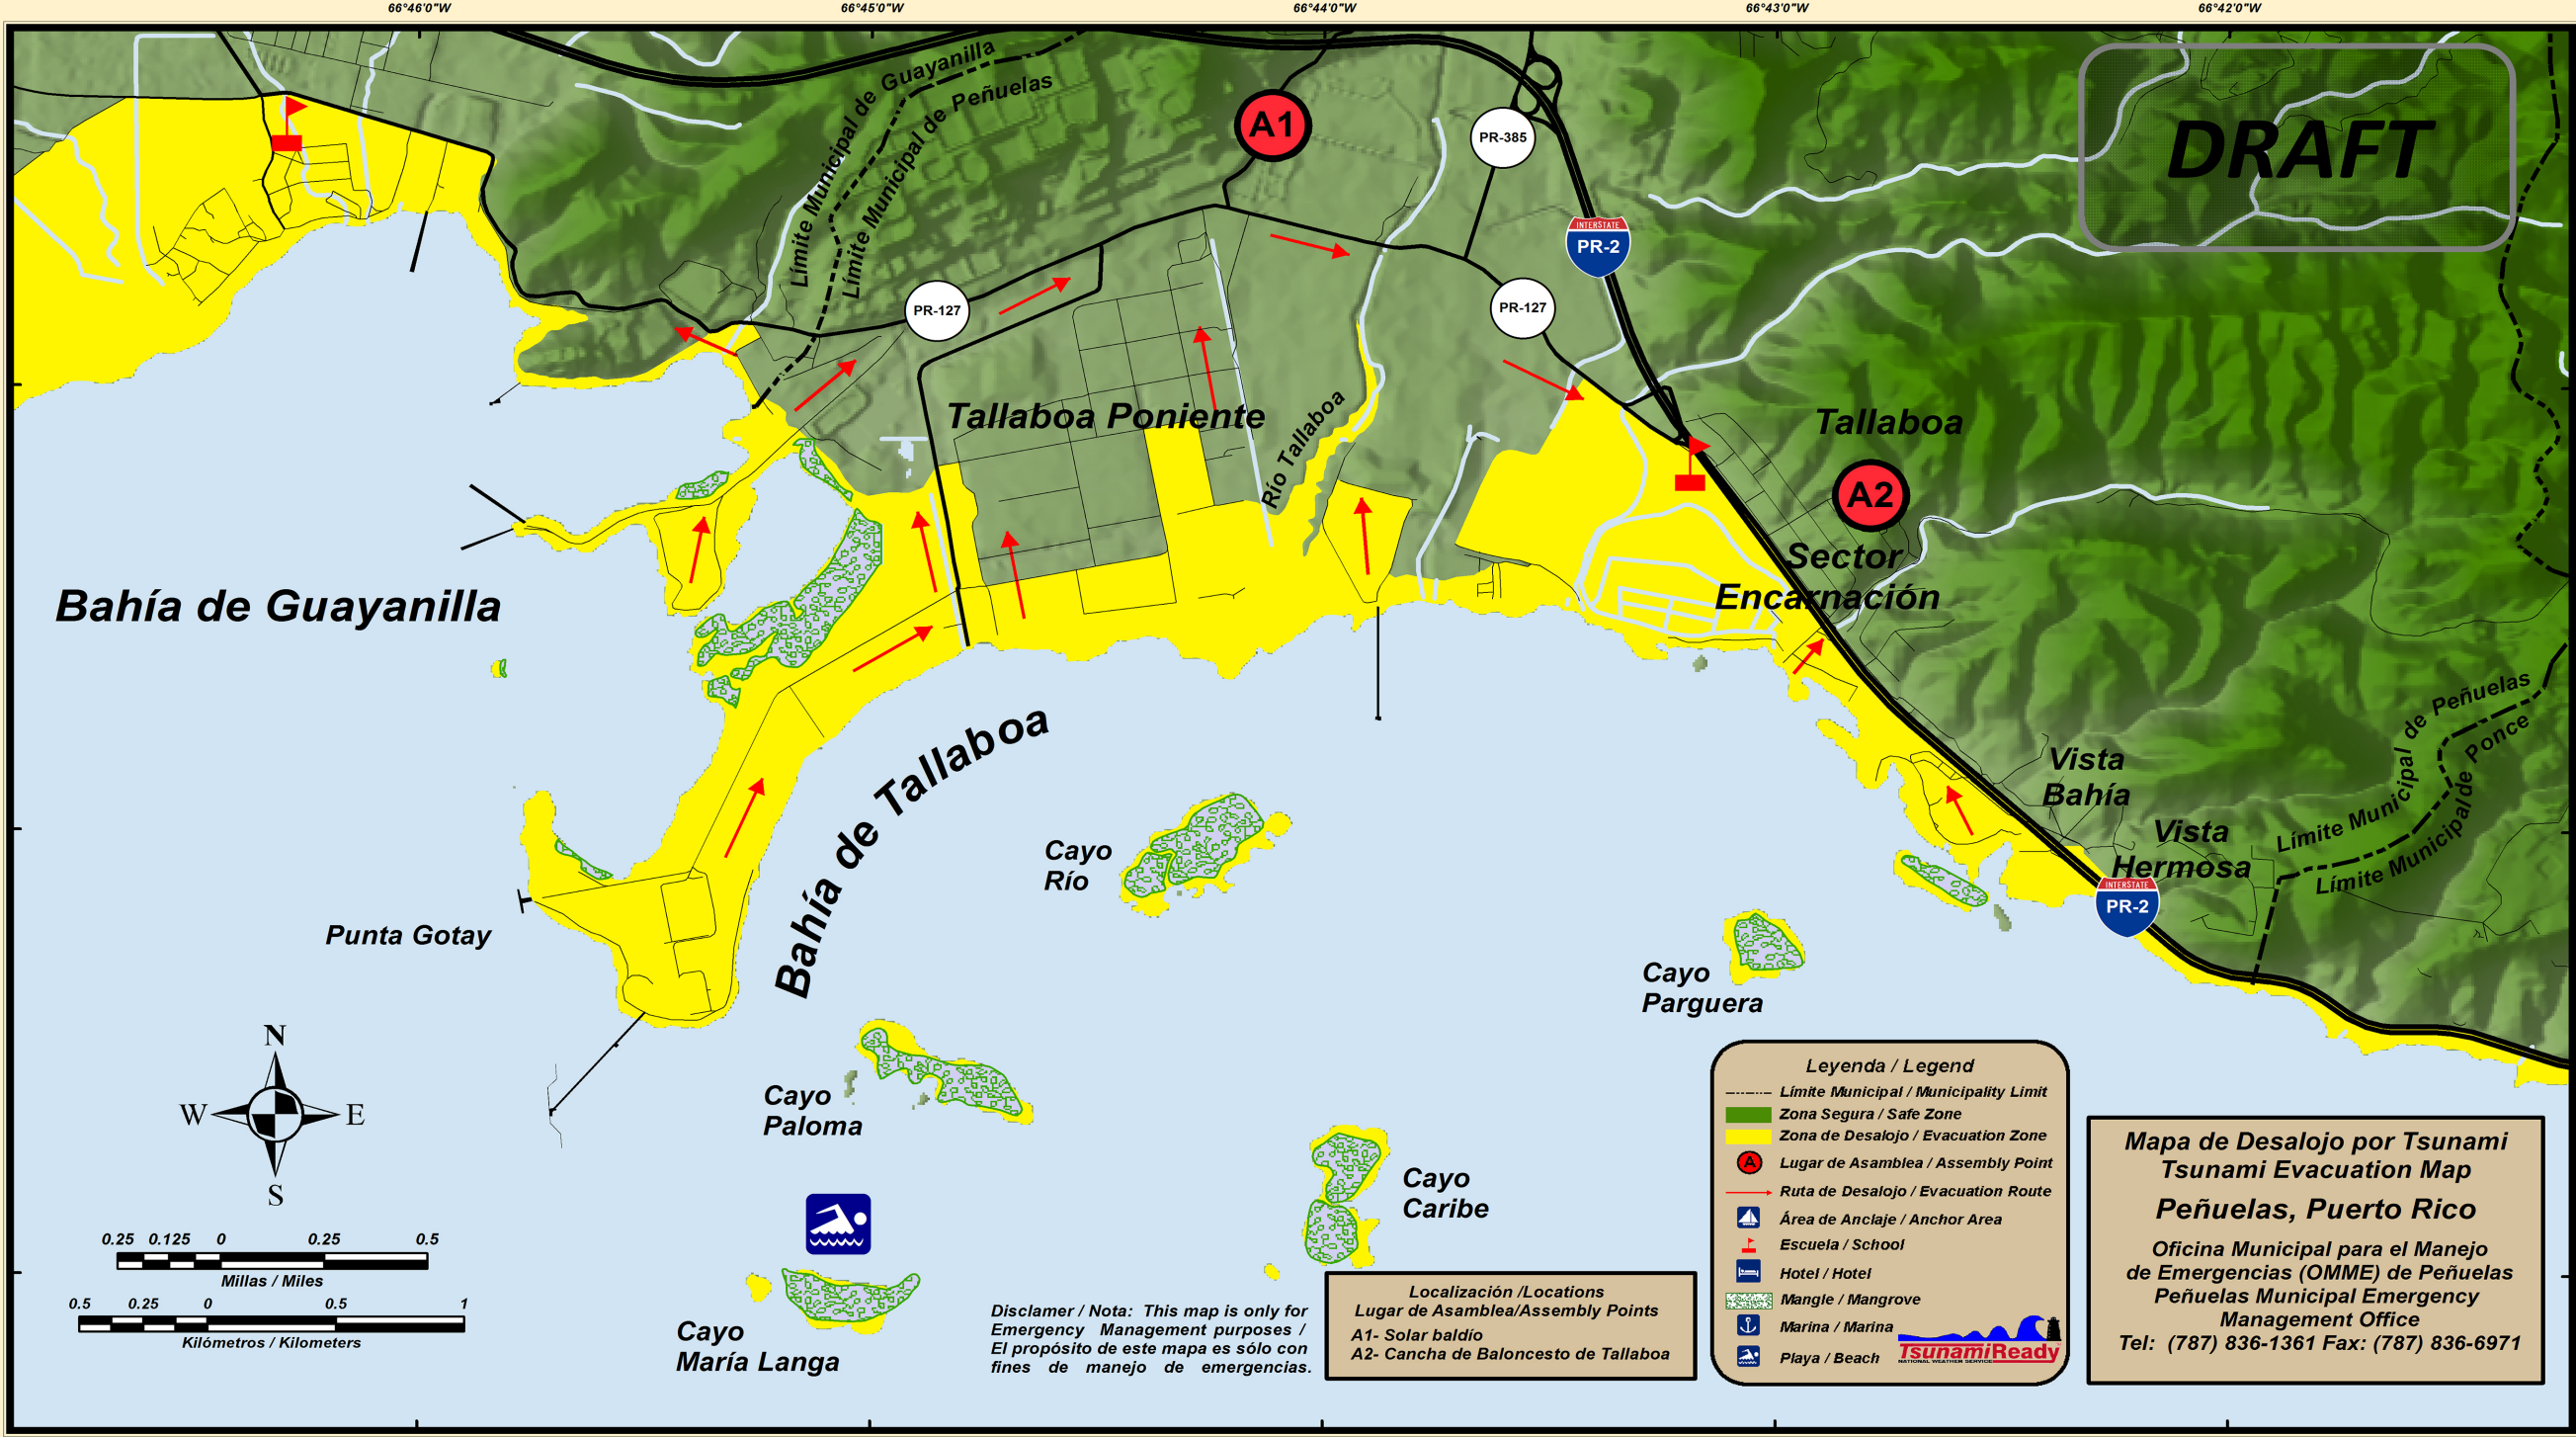 66°46'0"W
66°45'0"W
66°44'0"W
66°43'0"W
66°42'0"W
Límite Municipal de Guayanilla
Límite Municipal de Peñuelas
A1
PR-385
DRAFT
INTERSTATE
PR-2
PR-127
PR-127
Tallaboa Poniente
Río Tallaboa
Tallaboa
A2
Sector
Encarnación
Bahía de Guayanilla
Bahía de Tallaboa
Límite Municipal de Peñuelas
Límite Municipal de Ponce
Vista
Bahía
Vista
Hermosa
INTERSTATE
PR-2
Cayo
Río
Punta Gotay
Cayo
Parguera
N
W
E
S
Cayo
Paloma
Cayo
Caribe
0.25 0.125 0 0.25 0.5
Millas / Miles
0.5 0.25 0 0.5 1
Kilómetros / Kilometers
Cayo
María Langa
Disclamer / Nota: This map is only for
Emergency Management purposes /
El propósito de este mapa es sólo con
fines de manejo de emergencias.
Localización /Locations
Lugar de Asamblea/Assembly Points
A1- Solar baldío
A2- Cancha de Baloncesto de Tallaboa
Leyenda / Legend
Límite Municipal / Municipality Limit
Zona Segura / Safe Zone
Zona de Desalojo / Evacuation Zone
A Lugar de Asamblea / Assembly Point
Ruta de Desalojo / Evacuation Route
Área de Anclaje / Anchor Area
Escuela / School
Hotel / Hotel
Mangle / Mangrove
Marina / Marina
Playa / Beach
TsunamiReady
NATIONAL WEATHER SERVICE
Mapa de Desalojo por Tsunami
Tsunami Evacuation Map
Peñuelas, Puerto Rico
Oficina Municipal para el Manejo
de Emergencias (OMME) de Peñuelas
Peñuelas Municipal Emergency
Management Office
Tel: (787) 836-1361 Fax: (787) 836-6971